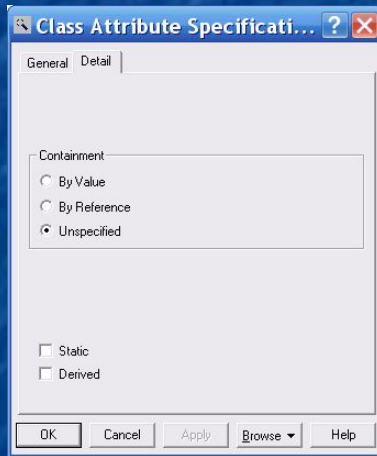 Class Attribute Specificati...
General Detail
Containment
By Value
By Reference
Unspecified
Static
Derived
OK Cancel Apply Browse Help